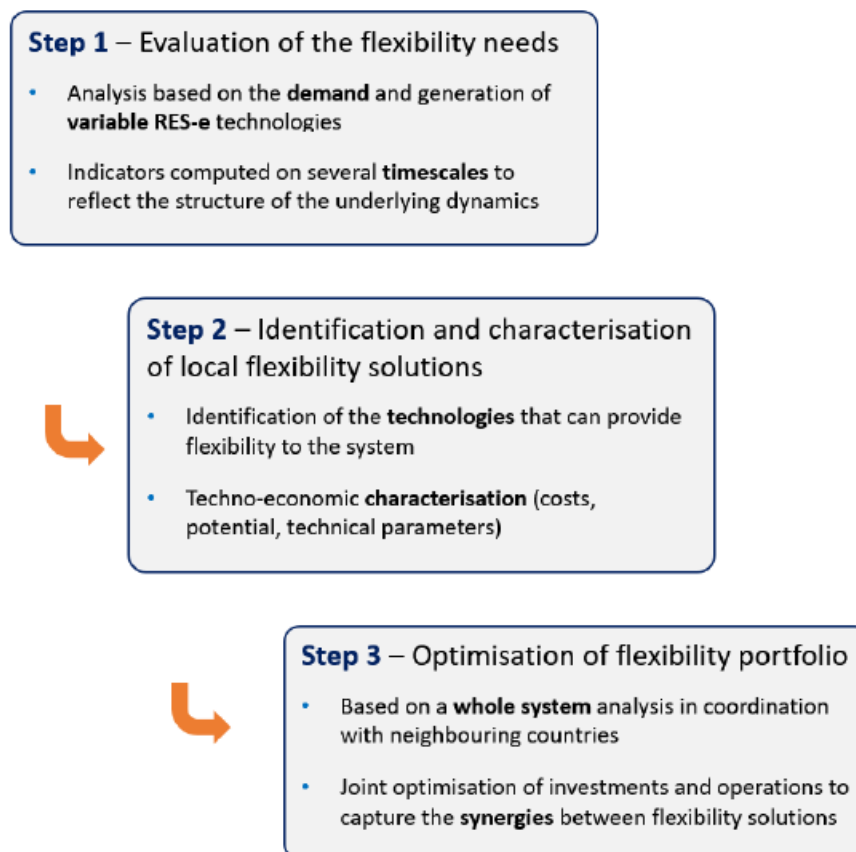 Step 1 – Evaluation of the flexibility needs
• Analysis based on the demand and generation of
variable RES-e technologies
• Indicators computed on several timescales to
reflect the structure of the underlying dynamics
Step 2 – Identification and characterisation
of local flexibility solutions
• Identification of the technologies that can provide
flexibility to the system
• Techno-economic characterisation (costs,
potential, technical parameters)
Step 3 – Optimisation of flexibility portfolio
• Based on a whole system analysis in coordination
with neighbouring countries
• Joint optimisation of investments and operations to
capture the synergies between flexibility solutions